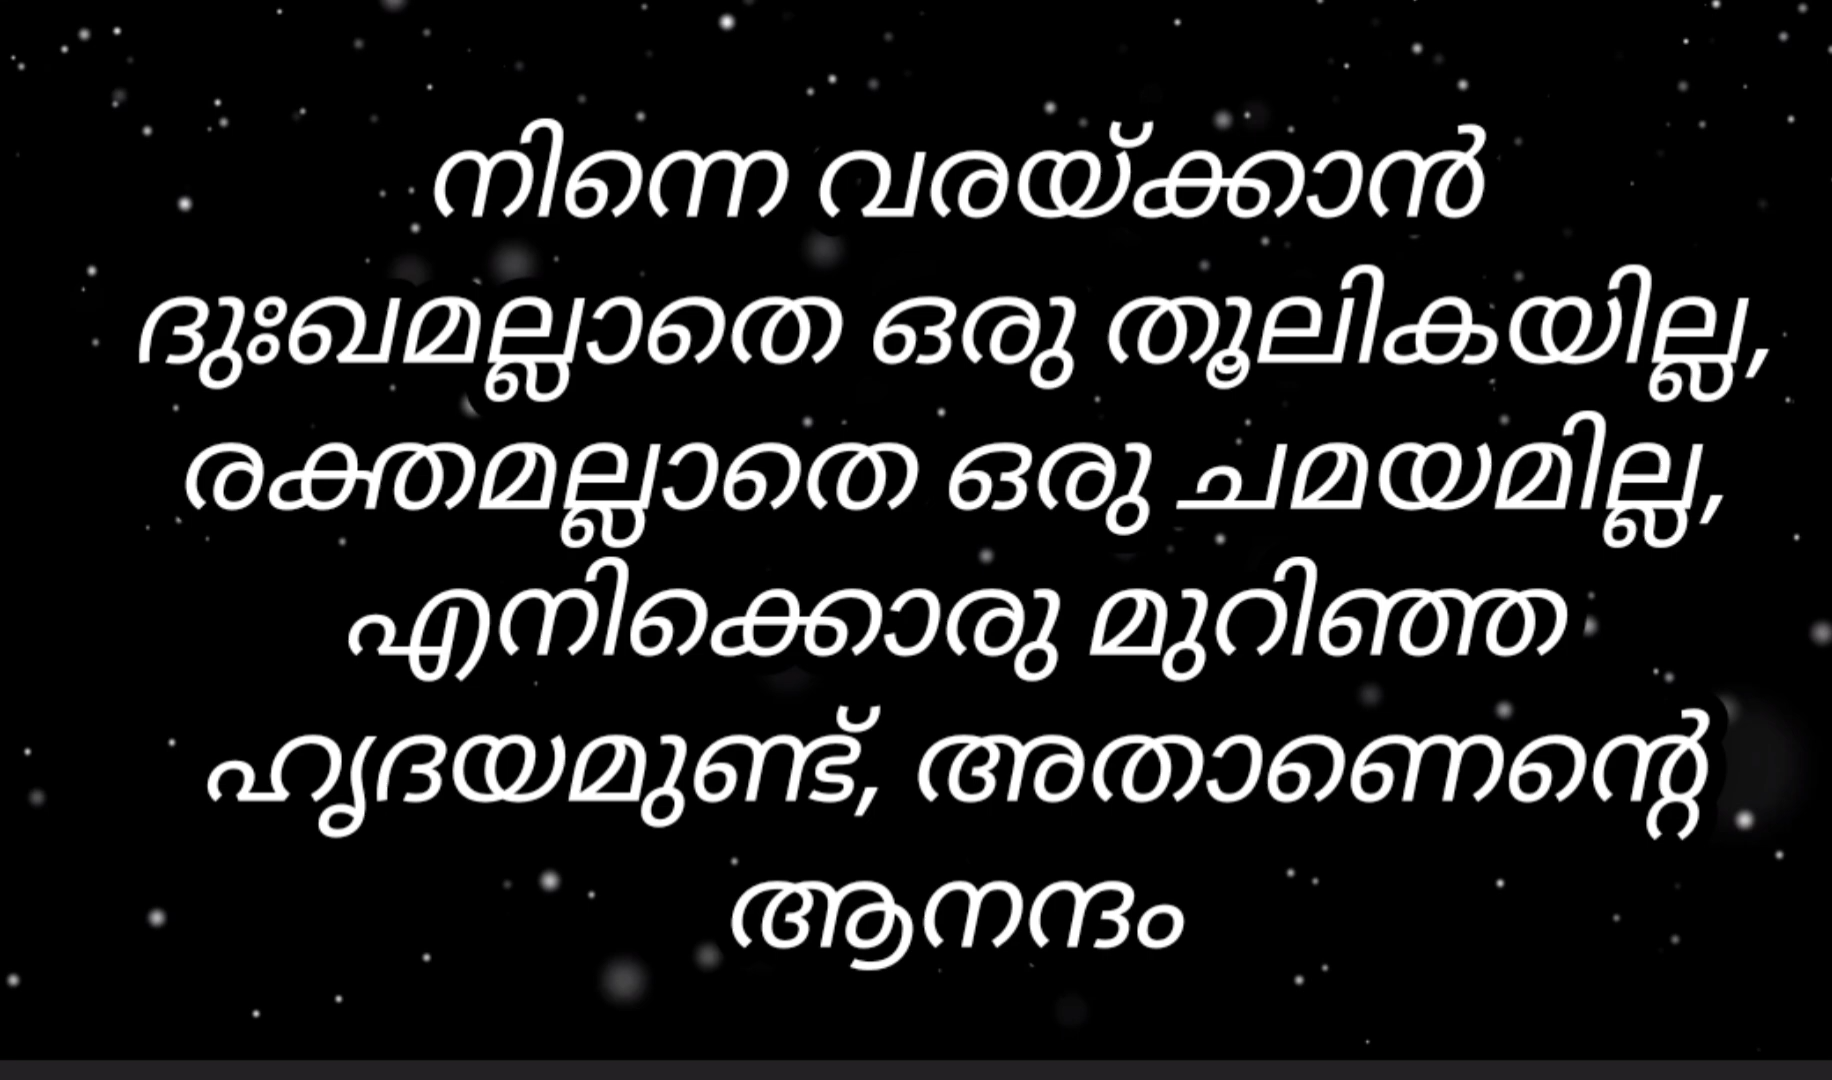 നിന്നെ വരയ്ക്കാൻ
ദുഃഖമല്ലാതെ ഒരു തൂലികയില്ല,
രക്തമല്ലാതെ ഒരു ചമയമില്ല,
എനിക്കൊരു മുറിഞ്ഞ
ഹൃദയമുണ്ട്, അതാണെന്റെ
ആനന്ദം